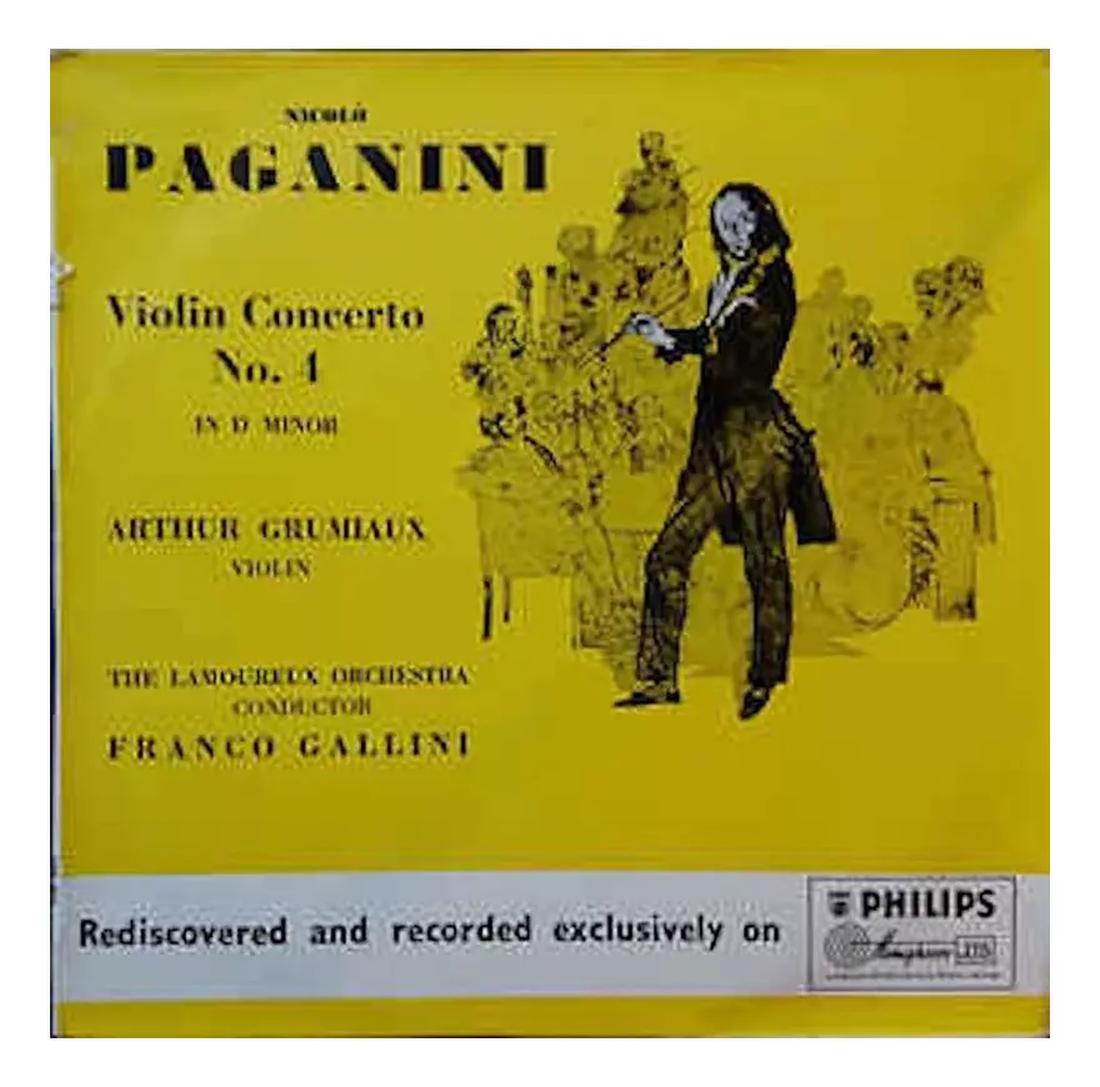 NICOLÒ
PAGANINI
Violin Concerto
No. 4
IN D MINOR
ARTHUR GRUMIAUX
VIOLIN
THE LAMOUREUX ORCHESTRA
CONDUCTOR
FRANCO GALLINI
Rediscovered and recorded exclusively on
PHILIPS